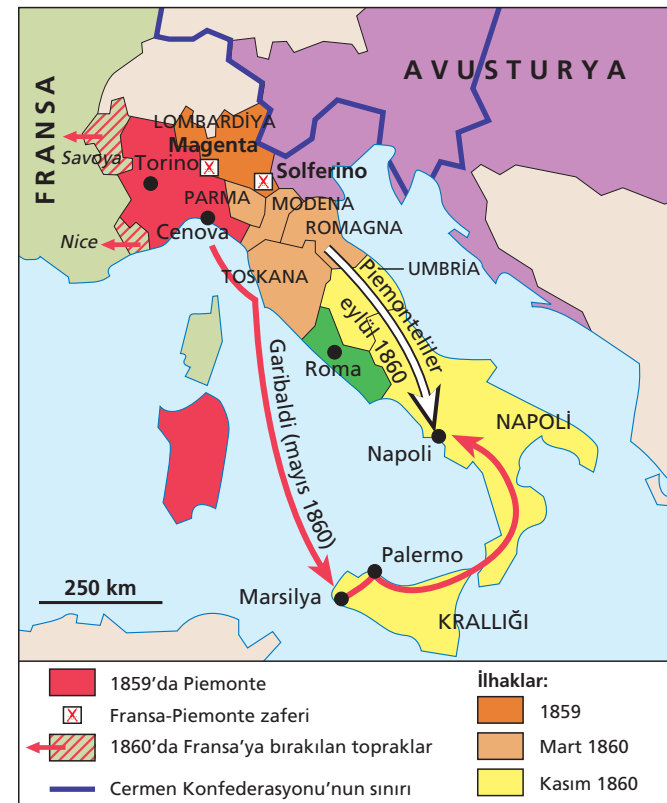 FRANSA
AVUSTURYA
LOMBARDİYA
Magenta
Savoya
Torino
Solferino
PARMA
MODENA
ROMAGNA
Nice
Cenova
TOSKANA
UMBRİA
Piemonteliler
eylül 1860
Roma
Garibaldi (mayıs 1860)
NAPOLİ
Napoli
Palermo
250 km
Marsilya
KRALLIĞI
1859'da Piemonte
Fransa-Piemonte zaferi
1860'da Fransa'ya bırakılan topraklar
Cermen Konfederasyonu'nun sınırı
İlhaklar:
1859
Mart 1860
Kasım 1860